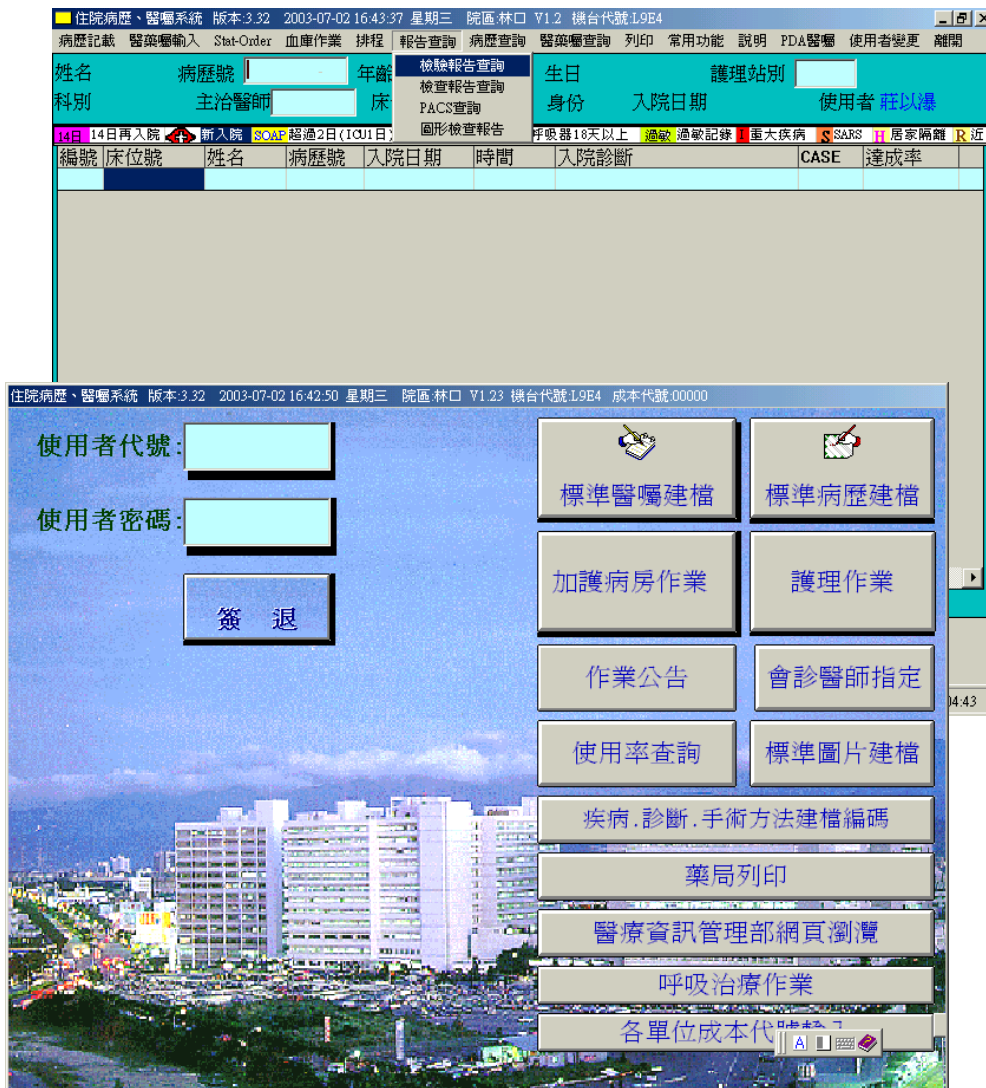 住院病歷、醫囑系統 版本:3.32 2003-07-02 16:43:37 星期三 院區:林口 V1.2 機台代號:L9E4
病歷記載 醫藥囑輸入 Stat-Order 血庫作業 排程 報告查詢 病歷查詢 醫藥囑查詢 列印 常用功能 說明 PDA醫囑 使用者變更 離開
檢驗報告查詢
檢查報告查詢
PACS查詢
圖形檢查報告
姓名 病歷號 年齡 生日 護理站別
科別 主治醫師 床 身份 入院日期 使用者 莊以瀑
14日 14日再入院 新入院 SOAP 超過2日(ICU1日) 呼吸器18天以上 過敏 過敏記錄 I 重大疾病 S SARS H 居家隔離 R 近
編號 床位號 姓名 病歷號 入院日期 時間 入院診斷 CASE 達成率
04:43
住院病歷、醫囑系統 版本:3.32 2003-07-02 16:42:50 星期三 院區:林口 V1.23 機台代號:L9E4 成本代號:00000
使用者代號:
使用者密碼:
簽 退
標準醫囑建檔 標準病歷建檔
加護病房作業 護理作業
作業公告 會診醫師指定
使用率查詢 標準圖片建檔
疾病.診斷.手術方法建檔編碼
藥局列印
醫療資訊管理部網頁瀏灠
呼吸治療作業
各單位成本代號輸入
A